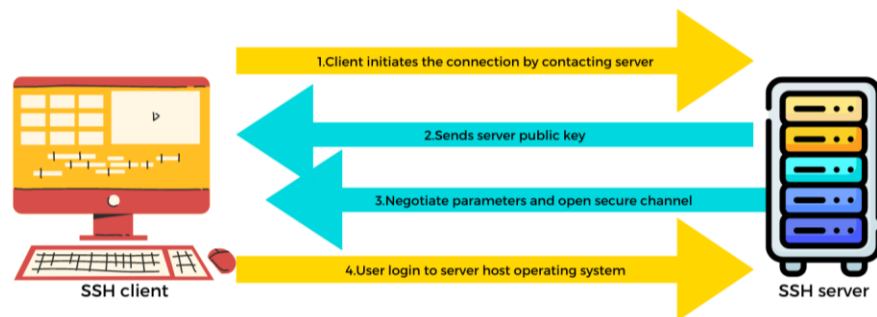 1.Client initiates the connection by contacting server
2.Sends server public key
3.Negotiate parameters and open secure channel
4.User login to server host operating system
SSH client
SSH server